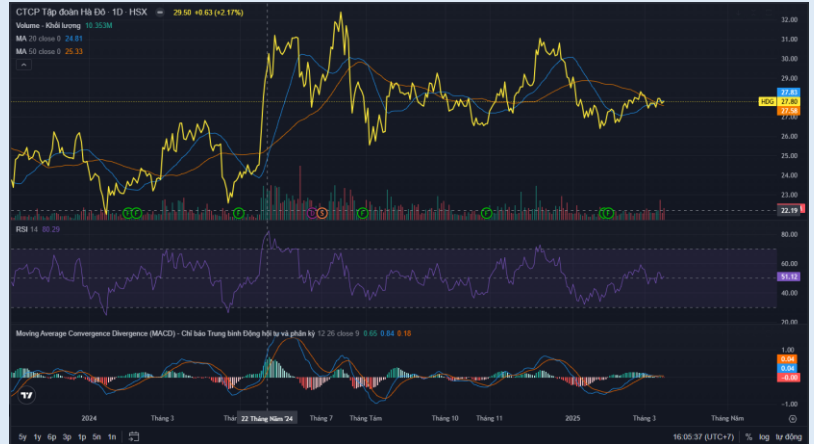 CTCP Tập đoàn Hà Đô · 1D · HSX 29.50 +0.63 (+2.17%)
Volume - Khối lượng 10.353M
MA 20 close 0 24.81
MA 50 close 0 25.33
32.00
31.00
30.00
29.00
27.83
HDG 27.80
27.58
27.00
26.00
25.00
24.00
23.00
22.19
RSI 14 80.29
80.00
60.00
51.12
40.00
20.00
Moving Average Convergence Divergence (MACD) - Chỉ báo Trung bình Động hội tụ và phân kỳ 12 26 close 9 0.65 0.84 0.18
1.00
0.04
0.04
-0.00
-1.00
2024 Tháng 3 22 Tháng Năm '24 Tháng 7 Tháng Tám Tháng 10 Tháng 11 2025 Tháng 3 Tháng Năm
5y 1y 6p 3p 1p 5n 1n 16:05:37 (UTC+7) % log tự động